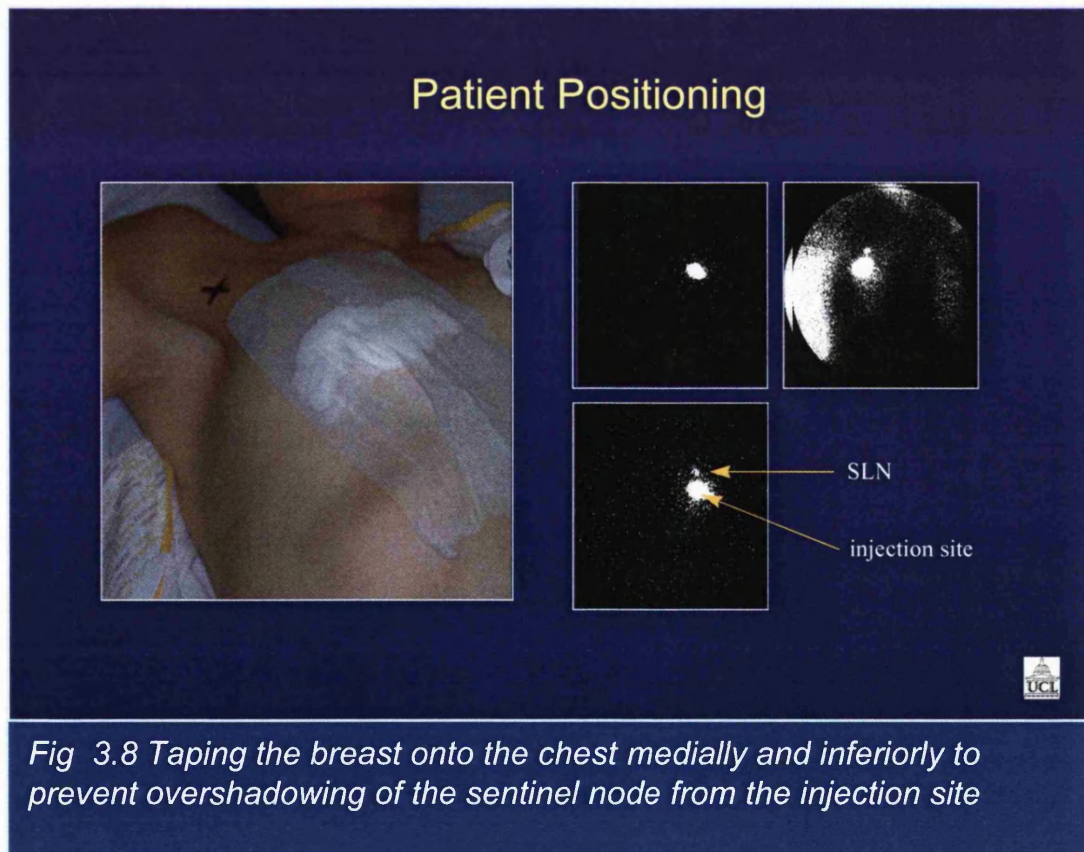 Patient Positioning
SLN
injection site
UCL
Fig 3.8 Taping the breast onto the chest medially and inferiorly to
prevent overshadowing of the sentinel node from the injection site